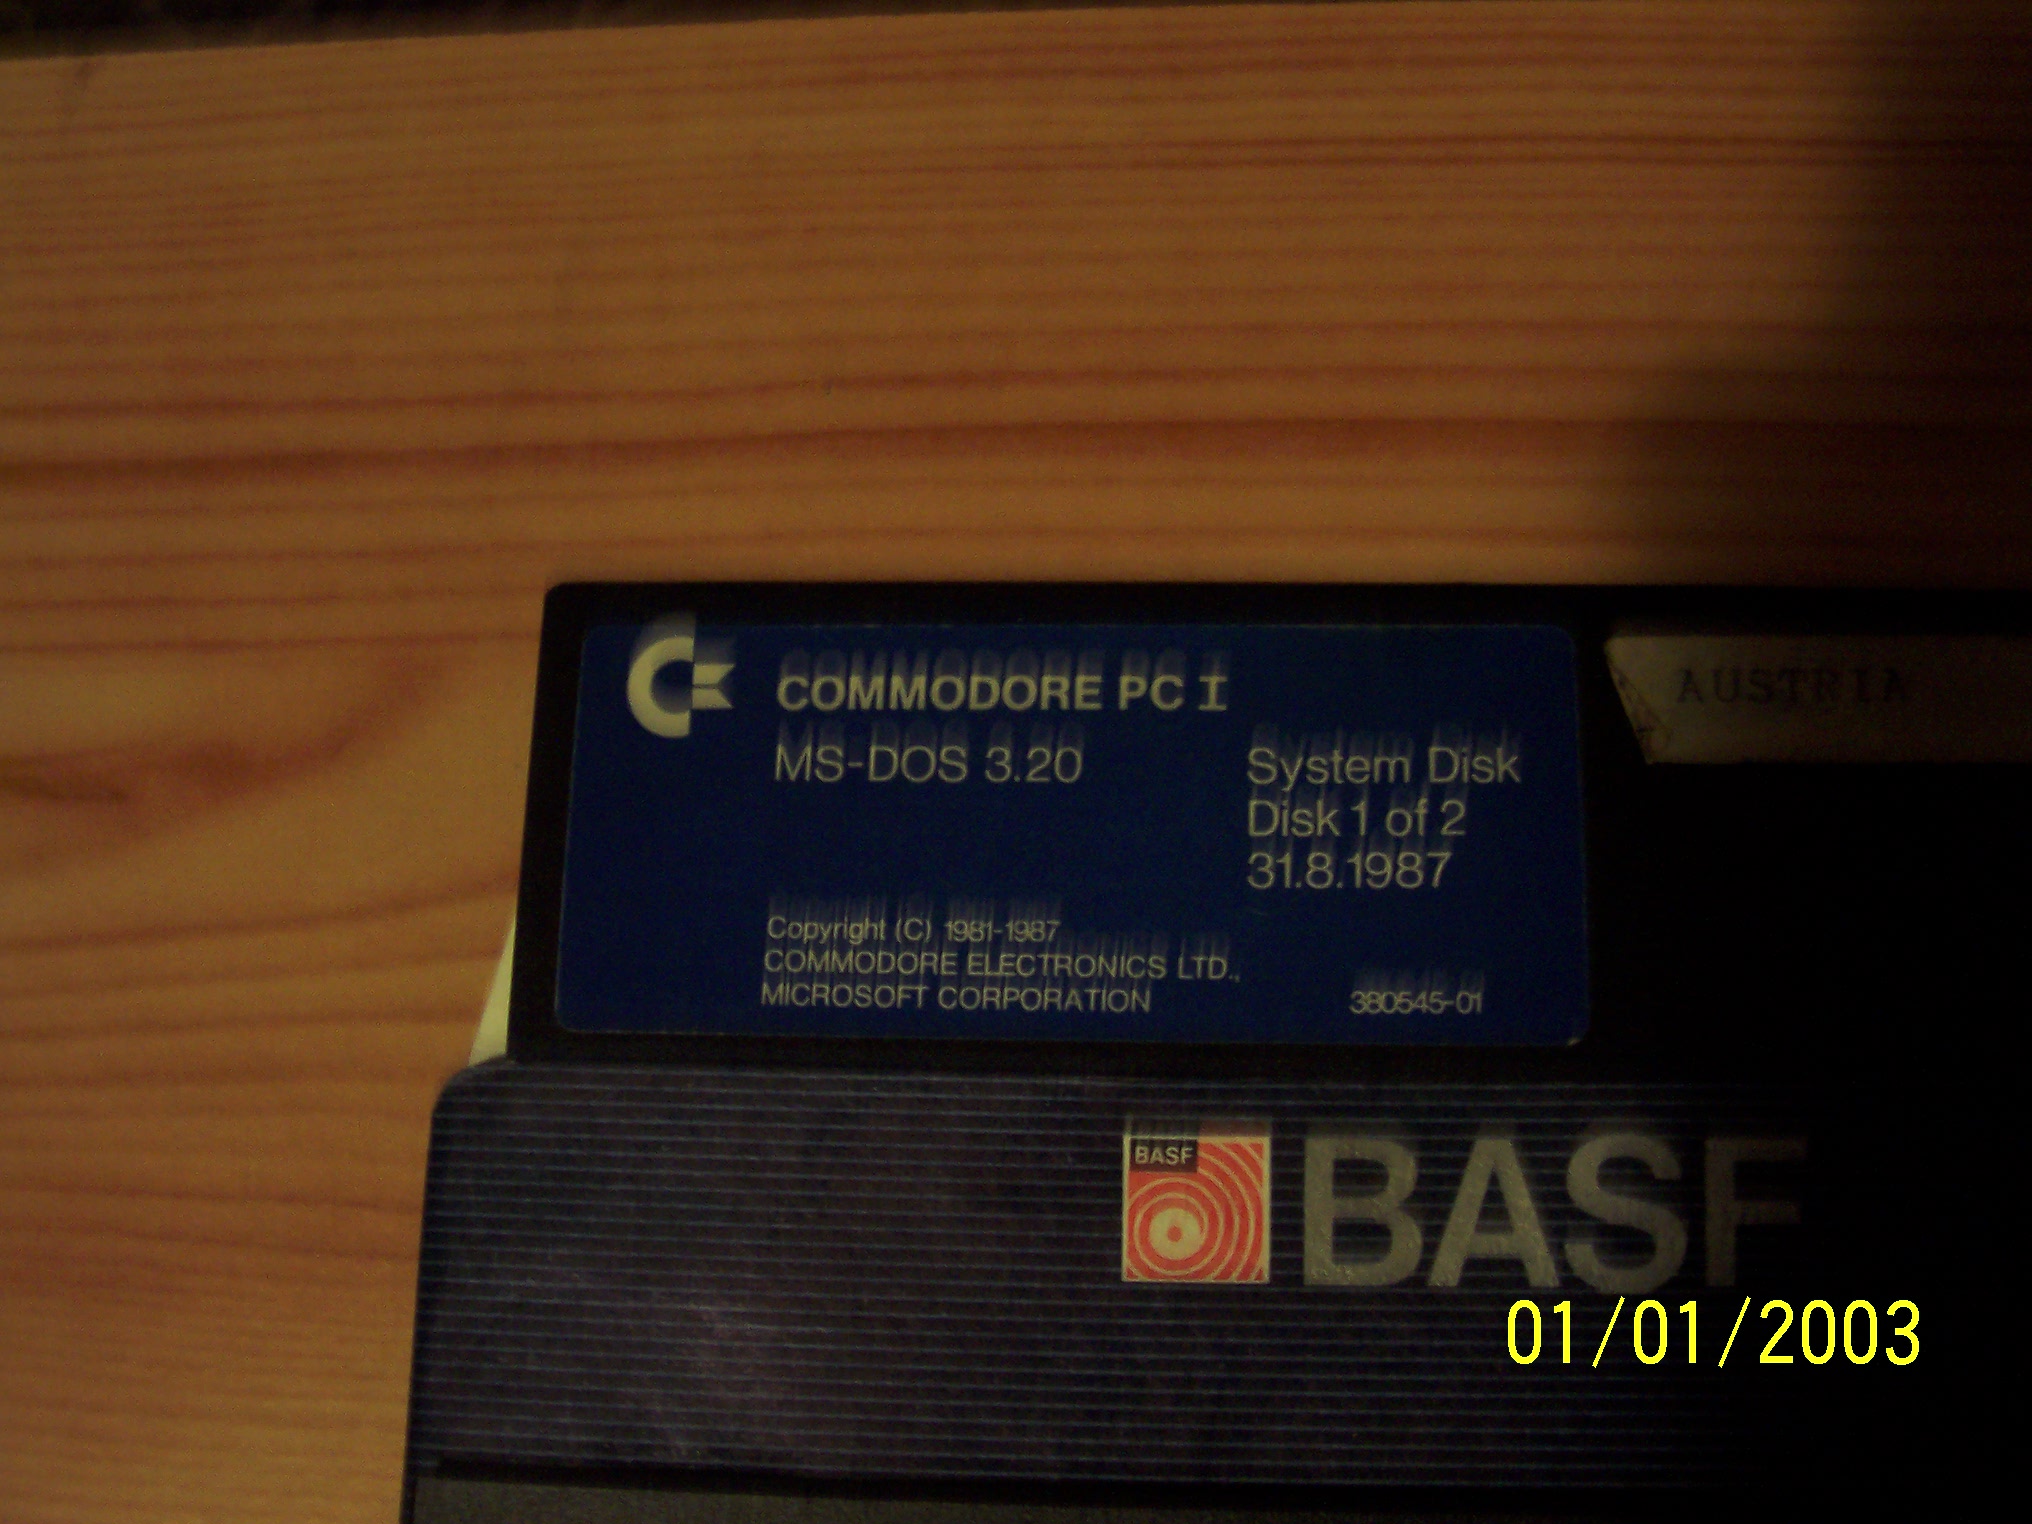 COMMODORE PC I
MS-DOS 3.20
System Disk
Disk 1 of 2
31.8.1987
Copyright (C) 1981-1987
COMMODORE ELECTRONICS LTD.,
MICROSOFT CORPORATION
380545-01
AUSTRIA
BASF
BASF
01/01/2003